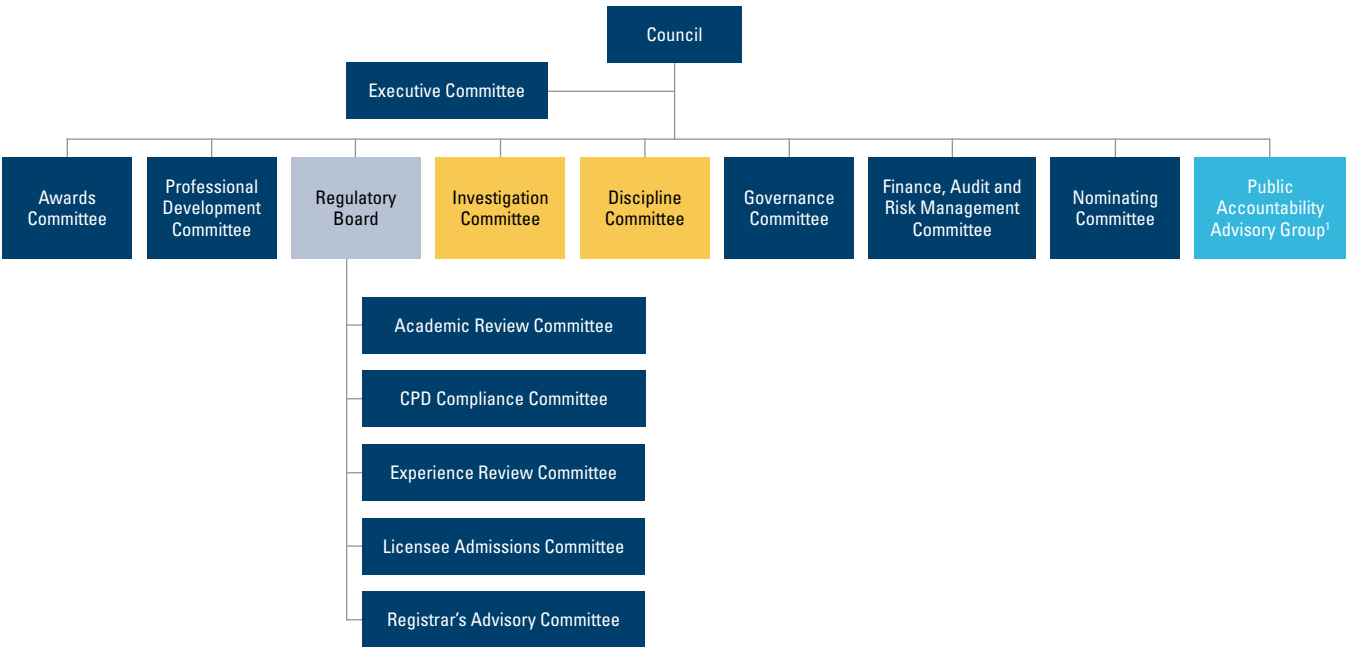 Council
Executive Committee
Awards
Committee
Professional
Development
Committee
Regulatory
Board
Investigation
Committee
Discipline
Committee
Governance
Committee
Finance, Audit and
Risk Management
Committee
Nominating
Committee
Public
Accountability
Advisory Group¹
Academic Review Committee
CPD Compliance Committee
Experience Review Committee
Licensee Admissions Committee
Registrar’s Advisory Committee